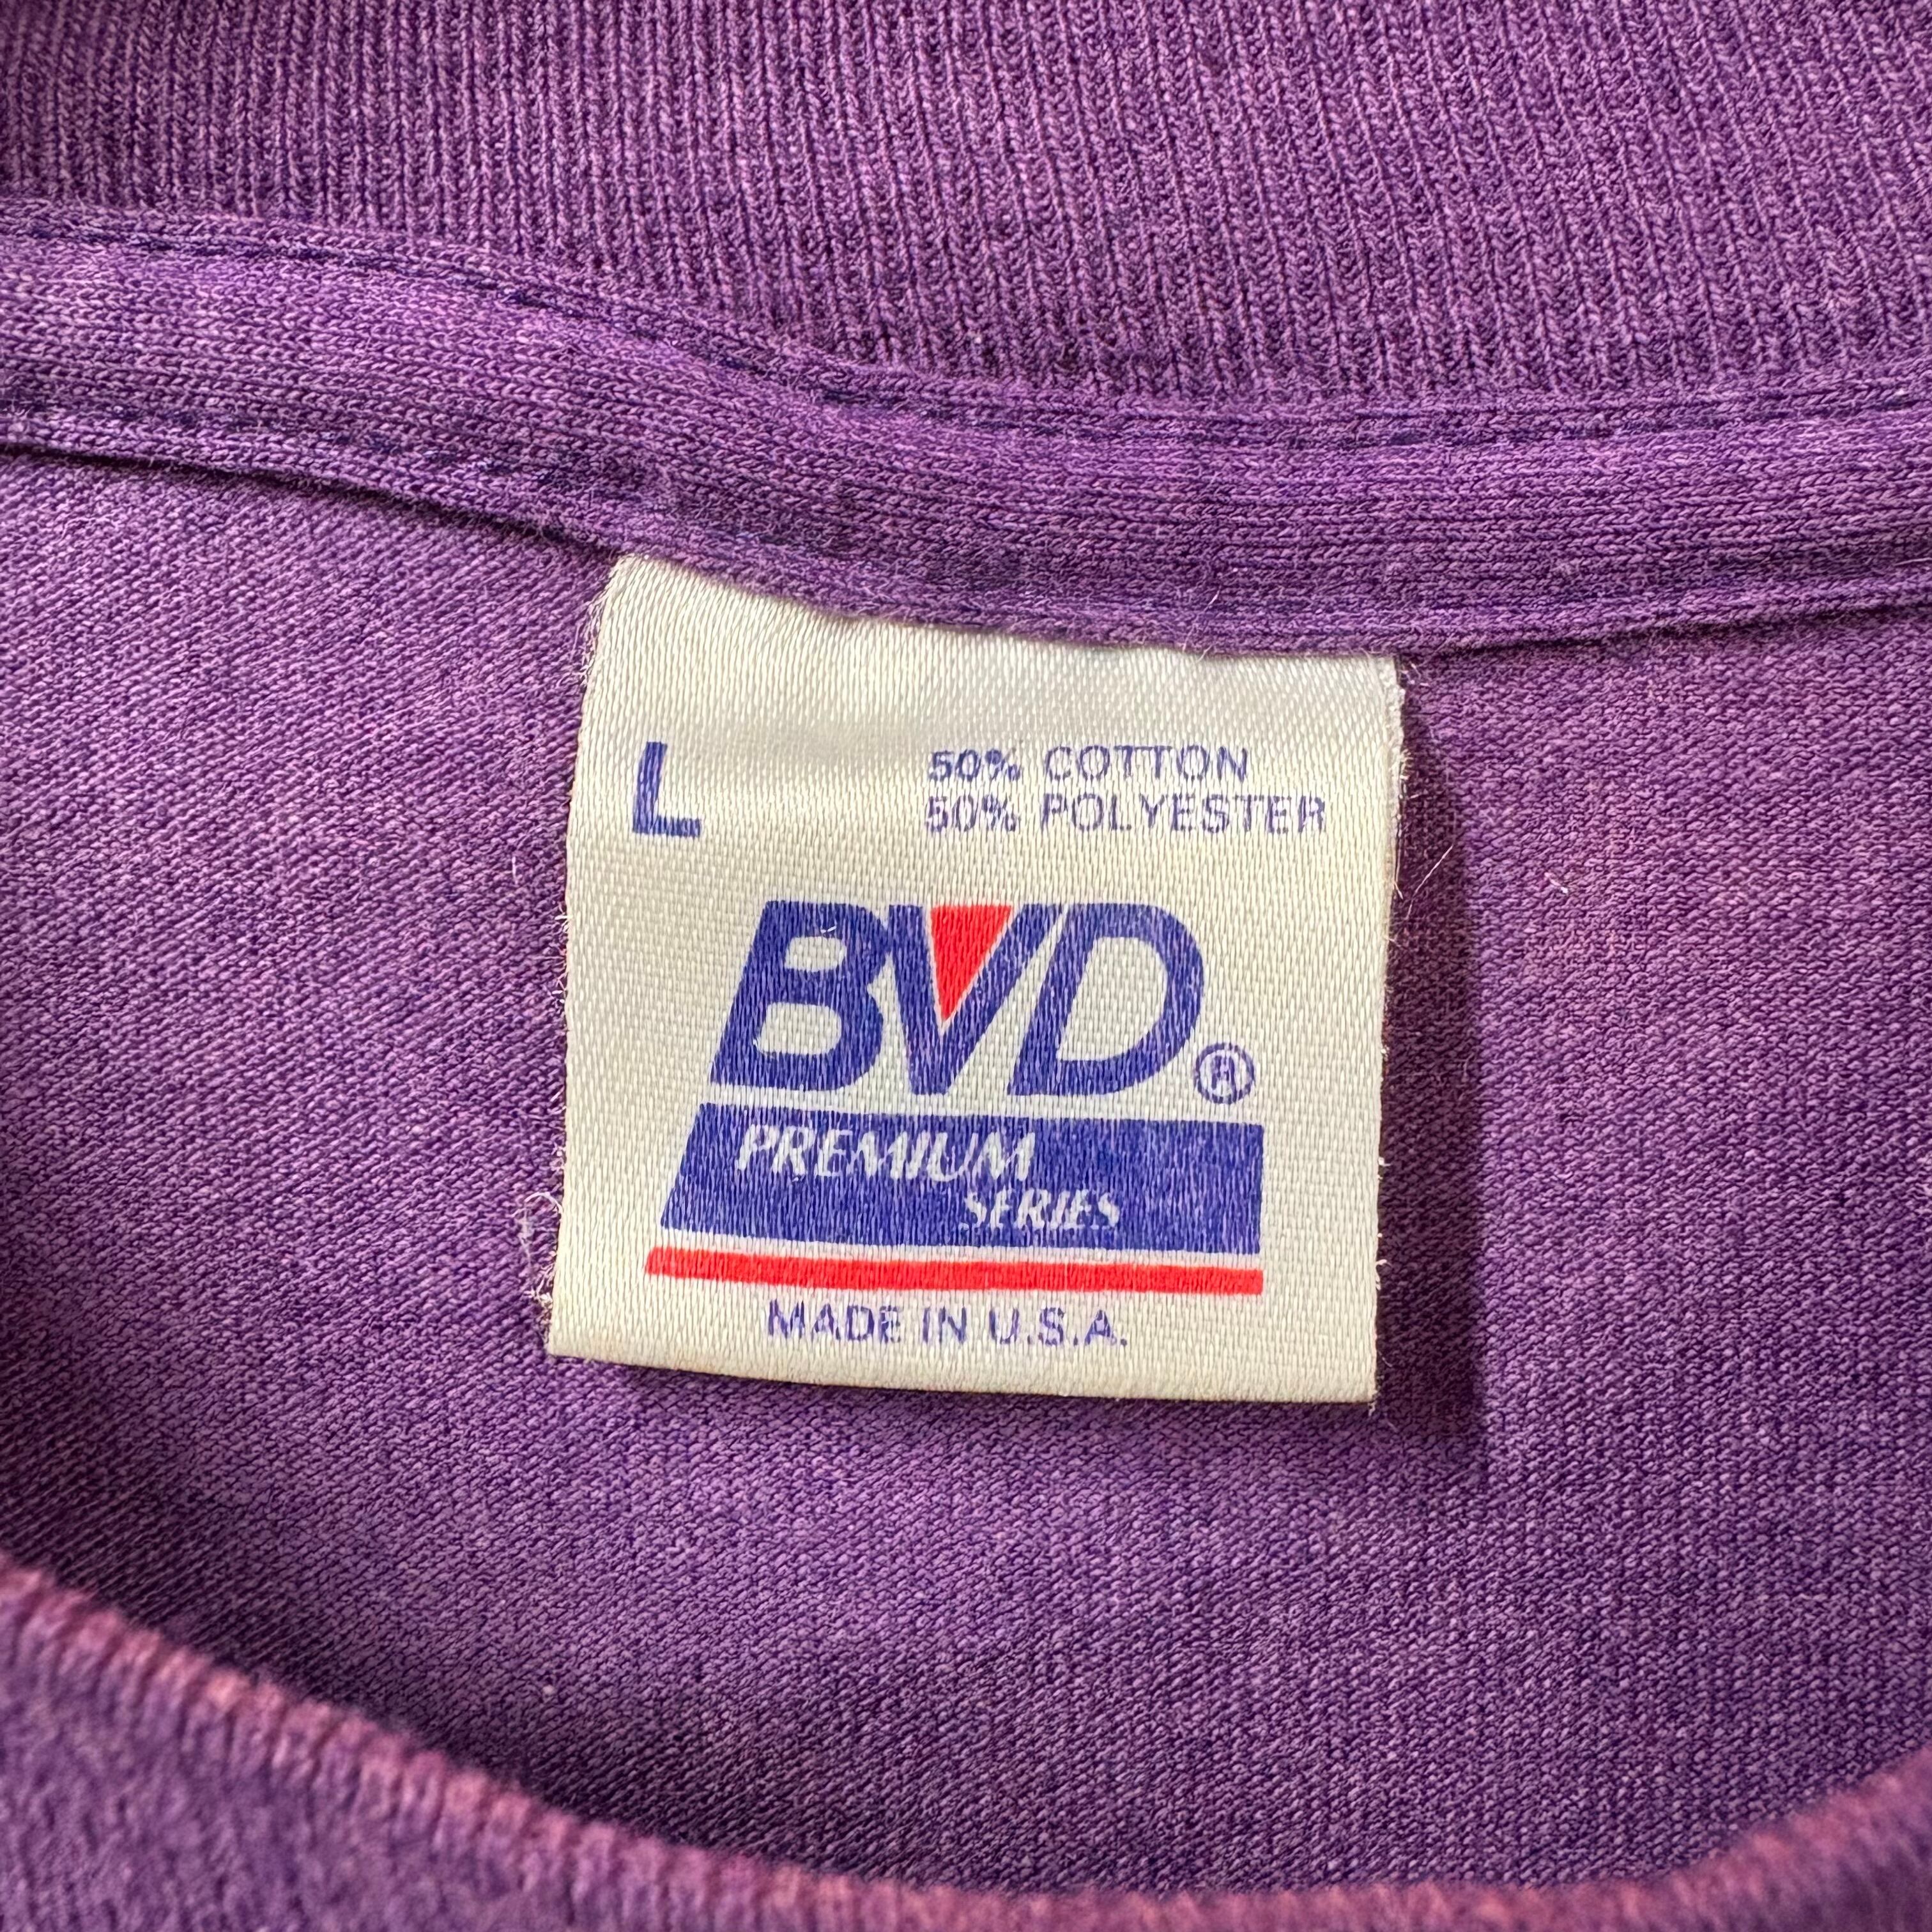 L
50% COTTON
50% POLYESTER
BVD®
PREMIUM
SERIES
MADE IN U.S.A.